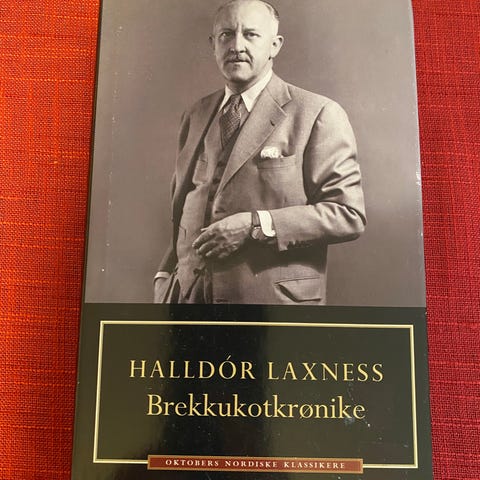 HALLDÓR LAXNESS
Brekkukotkrønike
OKTOBERS NORDISKE KLASSIKERE